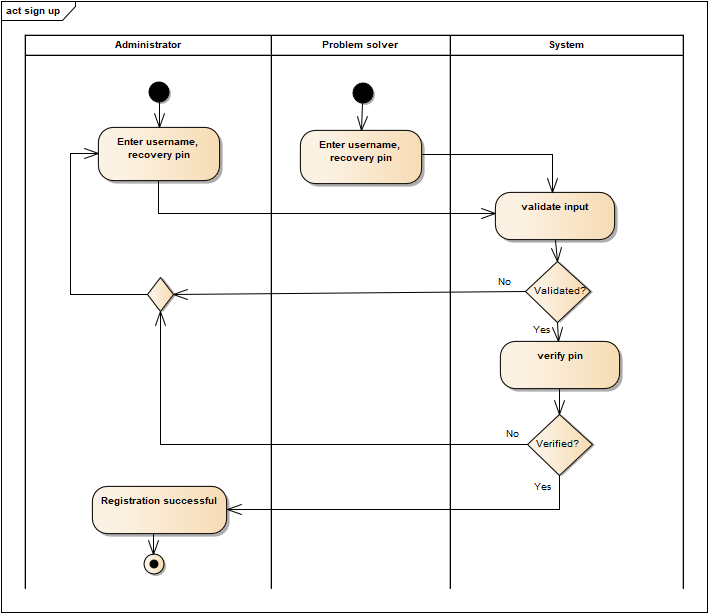 act sign up
Administrator
Problem solver
System
Enter username,
recovery pin
Enter username,
recovery pin
validate input
No
Validated?
Yes
verify pin
No
Verified?
Yes
Registration successful